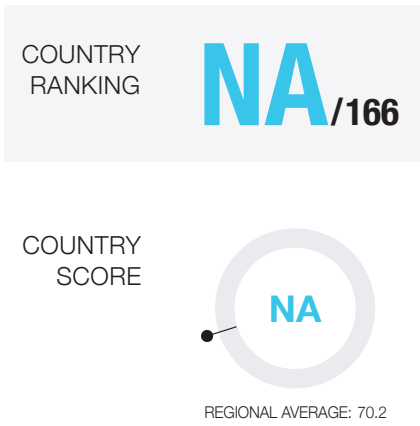 COUNTRY
RANKING
NA/166
COUNTRY
SCORE
NA
REGIONAL AVERAGE: 70.2